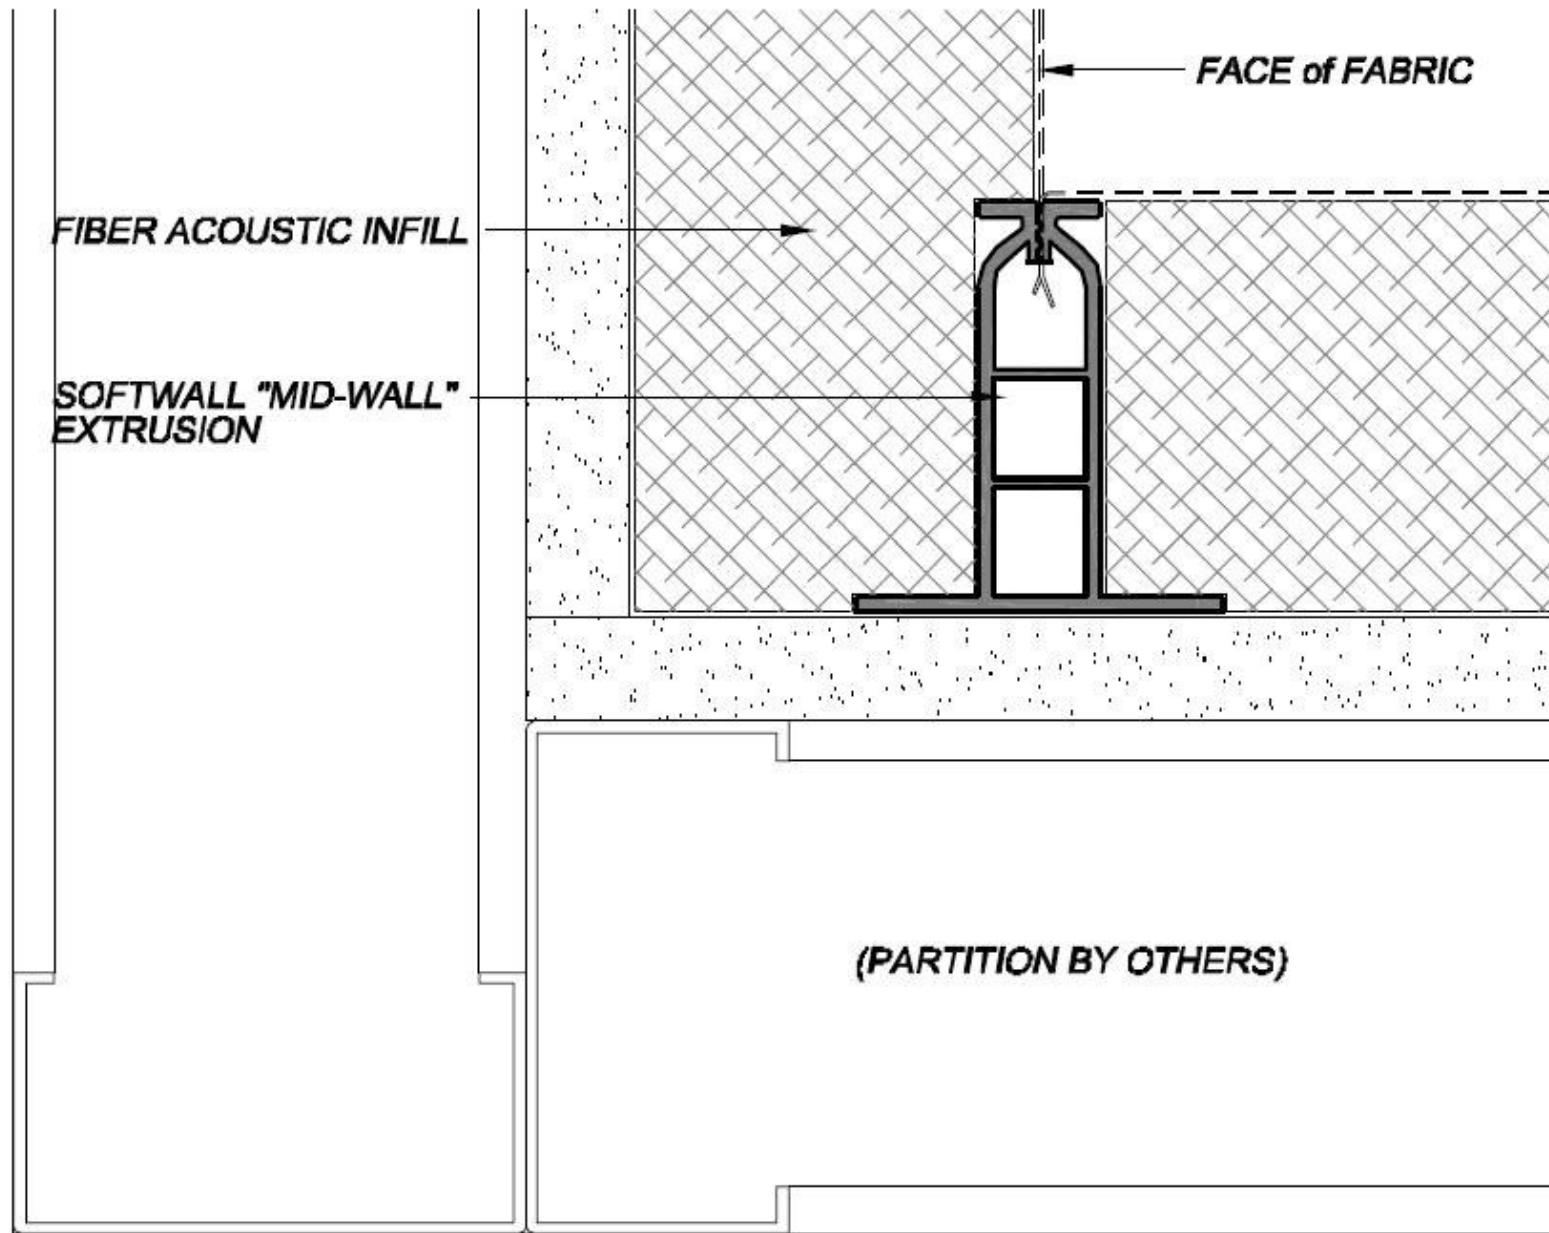 FACE of FABRIC
FIBER ACOUSTIC INFILL
SOFTWALL "MID-WALL"
EXTRUSION
(PARTITION BY OTHERS)